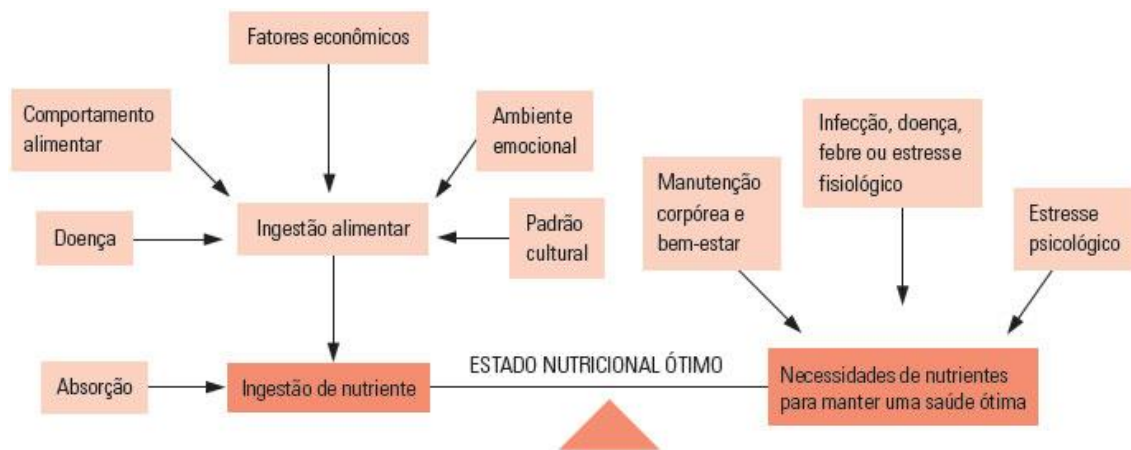 Fatores econômicos
Comportamento
alimentar
Ambiente
emocional
Infecção, doença,
febre ou estresse
fisiológico
Manutenção
corpórea e
bem-estar
Doença
Ingestão alimentar
Padrão
cultural
Estresse
psicológico
Absorção
Ingestão de nutriente
ESTADO NUTRICIONAL ÓTIMO
Necessidades de nutrientes
para manter uma saúde ótima